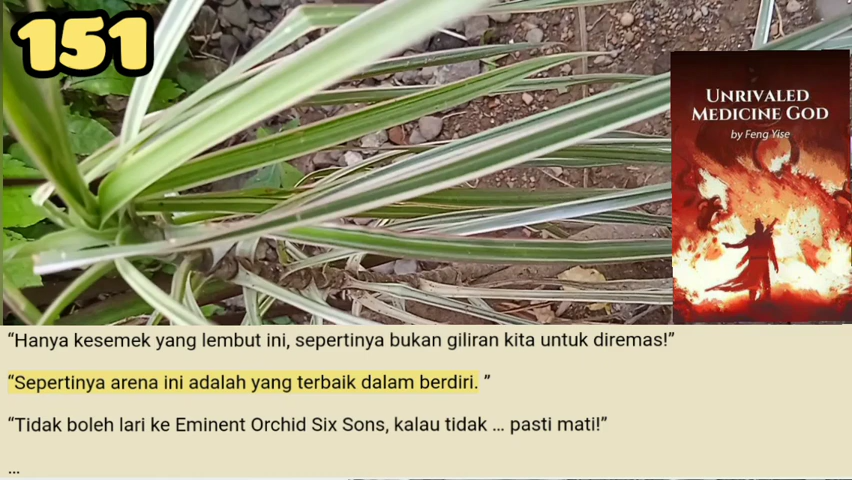 151
UNRIVALED
MEDICINE GOD
by Feng Yise
“Hanya kesemek yang lembut ini, sepertinya bukan giliran kita untuk diremas!”
“Sepertinya arena ini adalah yang terbaik dalam berdiri. ”
“Tidak boleh lari ke Eminent Orchid Six Sons, kalau tidak … pasti mati!”
…